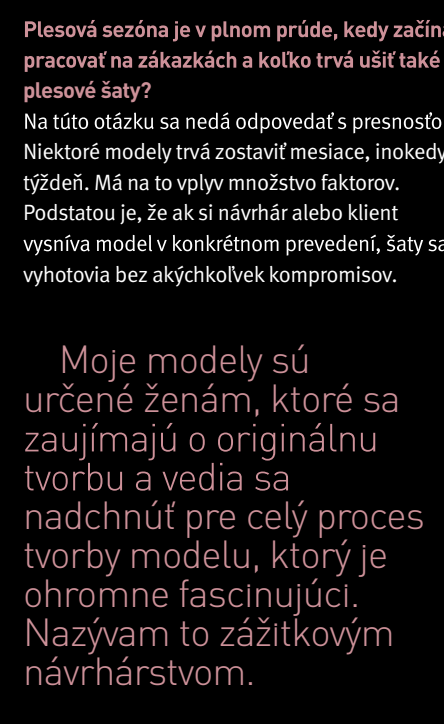 Plesová sezóna je v plnom prúde, kedy začína
pracovať na zákazkách a koľko trvá ušiť také
plesové šaty?
Na túto otázku sa nedá odpovedať s presnosťo
Niektoré modely trvá zostaviť mesiace, inokedy
týždeň. Má na to vplyv množstvo faktorov.
Podstatou je, že ak si návrhár alebo klient
vysníva model v konkrétnom prevedení, šaty sa
vyhotovia bez akýchkoľvek kompromisov.
Moje modely sú
určené ženám, ktoré sa
zaujímajú o originálnu
tvorbu a vedia sa
nadchnúť pre celý proces
tvorby modelu, ktorý je
ohromne fascinujúci.
Nazývam to zážitkovým
návrhárstvom.